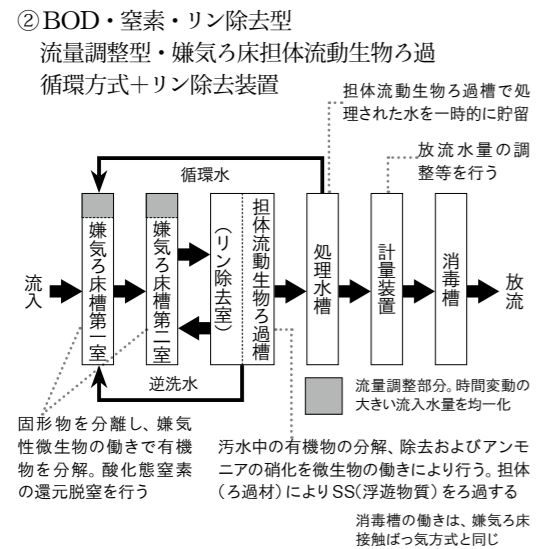 ②BOD・窒素・リン除去型
流量調整型・嫌気ろ床担体流動生物ろ過
循環方式＋リン除去装置
担体流動生物ろ過槽で処
理された水を一時的に貯留
放流水量の調
整等を行う
循環水
流入
嫌気ろ床槽第一室
嫌気ろ床槽第二室
（リン除去室）
担体流動生物ろ過槽
処理水槽
計量装置
消毒槽
放流
逆洗水
流量調整部分。時間変動の
大きい流入水量を均一化
固形物を分離し、嫌気
性微生物の働きで有機
物を分解。酸化態窒素
の還元脱窒を行う
汚水中の有機物の分解、除去およびアンモ
ニアの硝化を微生物の働きにより行う。担体
（ろ過材）によりSS(浮遊物質）をろ過する
消毒槽の働きは、嫌気ろ床
接触ばっ気方式と同じ